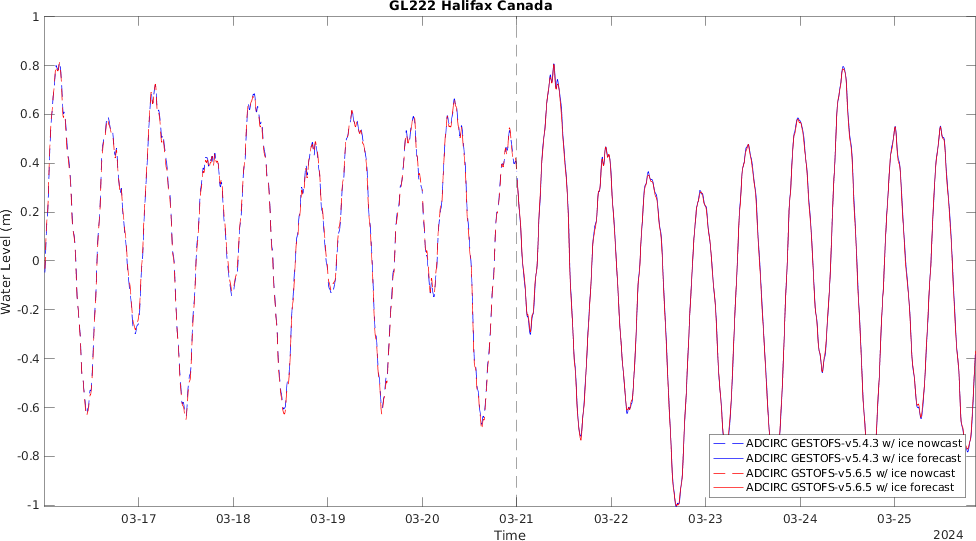 GL222 Halifax Canada
1
0.8
0.6
0.4
0.2
0
-0.2
-0.4
-0.6
-0.8
-1
Water Level (m)
ADCIRC GESTOFS-v5.4.3 w/ ice nowcast
ADCIRC GESTOFS-v5.4.3 w/ ice forecast
ADCIRC GSTOFS-v5.6.5 w/ ice nowcast
ADCIRC GSTOFS-v5.6.5 w/ ice forecast
03-17 03-18 03-19 03-20 03-21 03-22 03-23 03-24 03-25
Time
2024